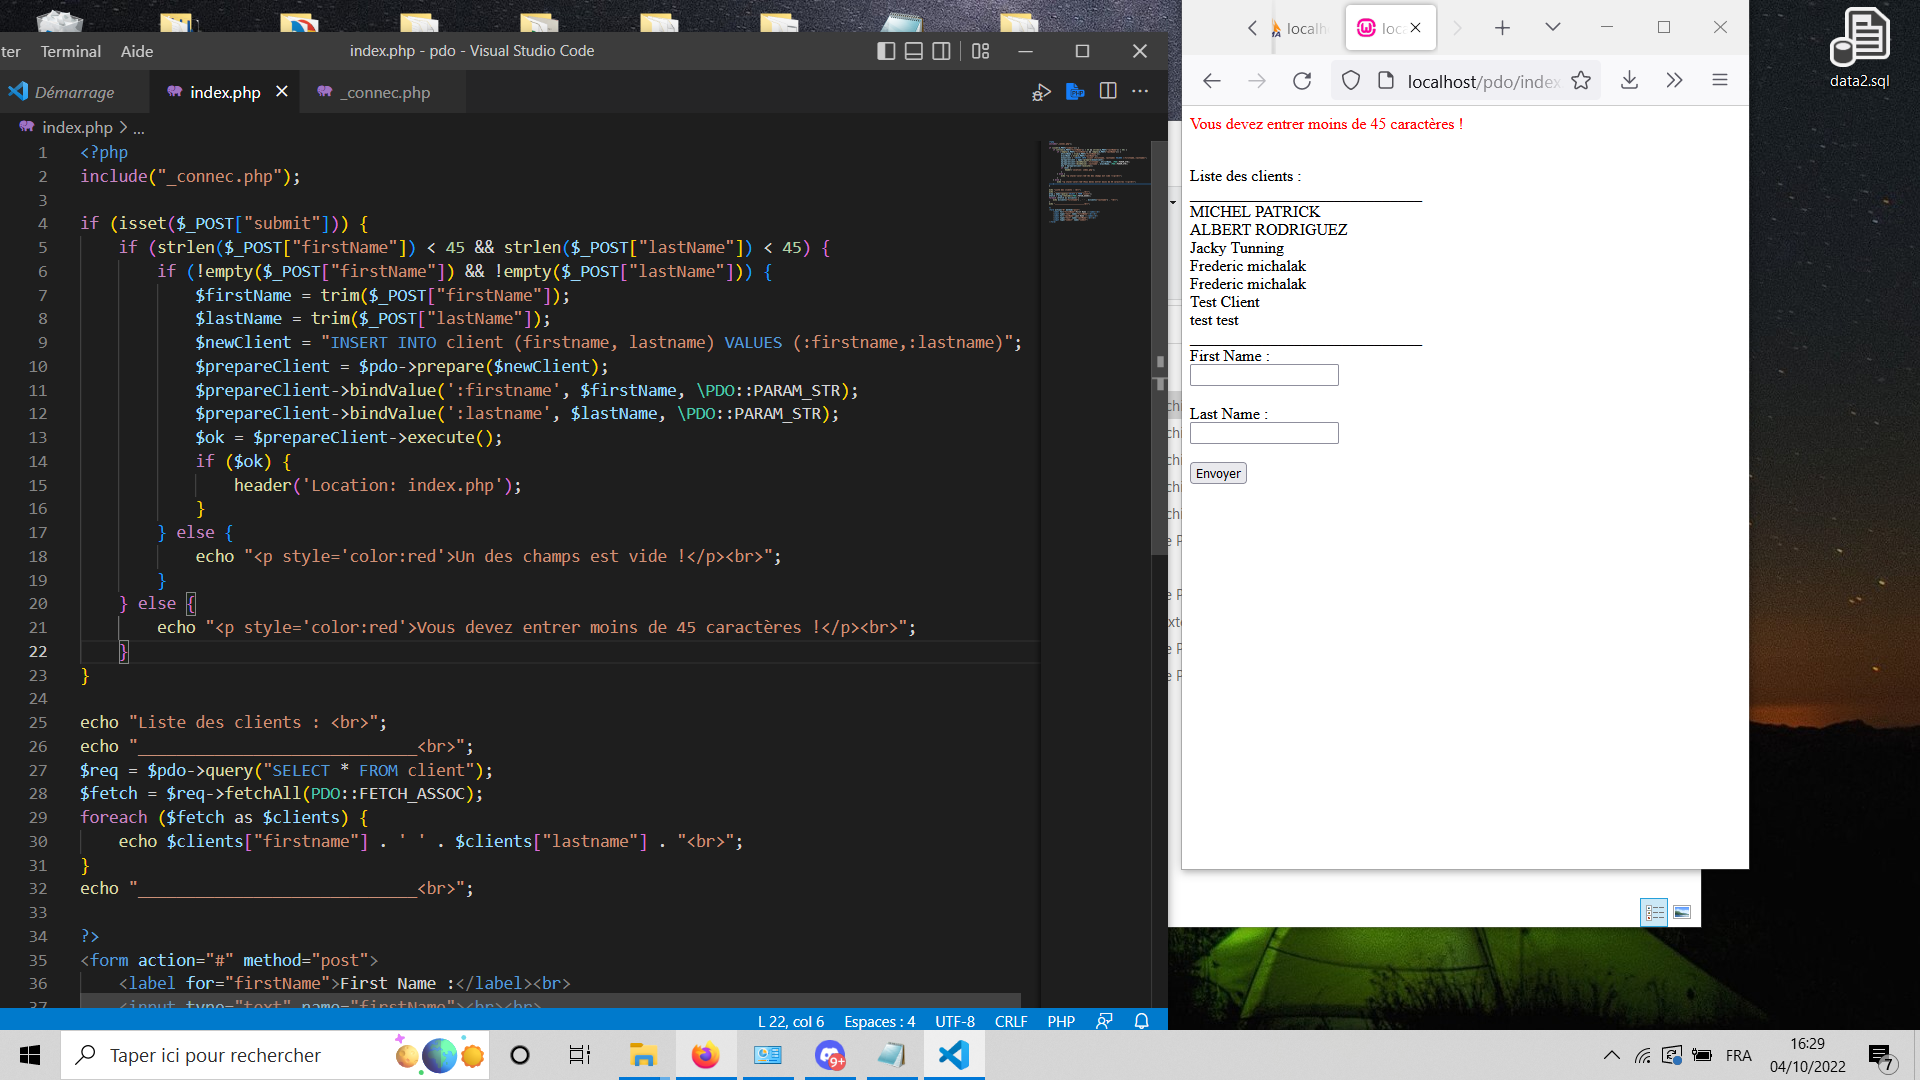 ter Terminal Aide
index.php - pdo - Visual Studio Code
Démarrage
index.php
_connec.php
index.php > ...
1 <?php
2 include("_connec.php");
3
4 if (isset($_POST["submit"])) {
5 if (strlen($_POST["firstName"]) < 45 && strlen($_POST["lastName"]) < 45) {
6 if (!empty($_POST["firstName"]) && !empty($_POST["lastName"])) {
7 $firstName = trim($_POST["firstName"]);
8 $lastName = trim($_POST["lastName"]);
9 $newClient = "INSERT INTO client (firstname, lastname) VALUES (:firstname,:lastname)";
10 $prepareClient = $pdo->prepare($newClient);
11 $prepareClient->bindValue(':firstname', $firstName, \PDO::PARAM_STR);
12 $prepareClient->bindValue(':lastname', $lastName, \PDO::PARAM_STR);
13 $ok = $prepareClient->execute();
14 if ($ok) {
15 header('Location: index.php');
16 }
17 } else {
18 echo "<p style='color:red'>Un des champs est vide !</p><br>";
19 }
20 } else {
21 echo "<p style='color:red'>Vous devez entrer moins de 45 caractères !</p><br>";
22 }
23 }
24
25 echo "Liste des clients : <br>";
26 echo "_____________________________<br>";
27 $req = $pdo->query("SELECT * FROM client");
28 $fetch = $req->fetchAll(PDO::FETCH_ASSOC);
29 foreach ($fetch as $clients) {
30 echo $clients["firstname"] . ' ' . $clients["lastname"] . "<br>";
31 }
32 echo "_____________________________<br>";
33
34 ?>
35 <form action="#" method="post">
36 <label for="firstName">First Name :</label><br>
37 <input type="text" name="firstName"><br><br>
L 22, col 6 Espaces : 4 UTF-8 CRLF PHP
localh
loc
localhost/pdo/index
Vous devez entrer moins de 45 caractères !
Liste des clients :
_____________________________
MICHEL PATRICK
ALBERT RODRIGUEZ
Jacky Tunning
Frederic michalak
Frederic michalak
Test Client
test test
_____________________________
First Name :
Last Name :
Envoyer
data2.sql
Taper ici pour rechercher
9+
FRA
16:29
04/10/2022
7